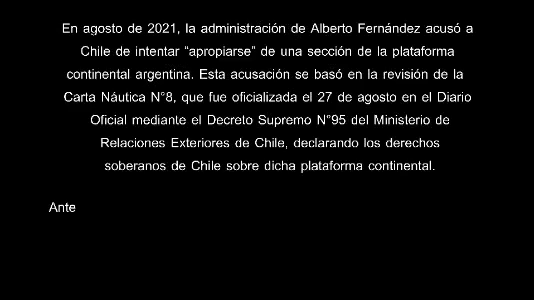 En agosto de 2021, la administración de Alberto Fernández acusó a
Chile de intentar “apropiarse” de una sección de la plataforma
continental argentina. Esta acusación se basó en la revisión de la
Carta Náutica N°8, que fue oficializada el 27 de agosto en el Diario
Oficial mediante el Decreto Supremo N°95 del Ministerio de
Relaciones Exteriores de Chile, declarando los derechos
soberanos de Chile sobre dicha plataforma continental.
Ante